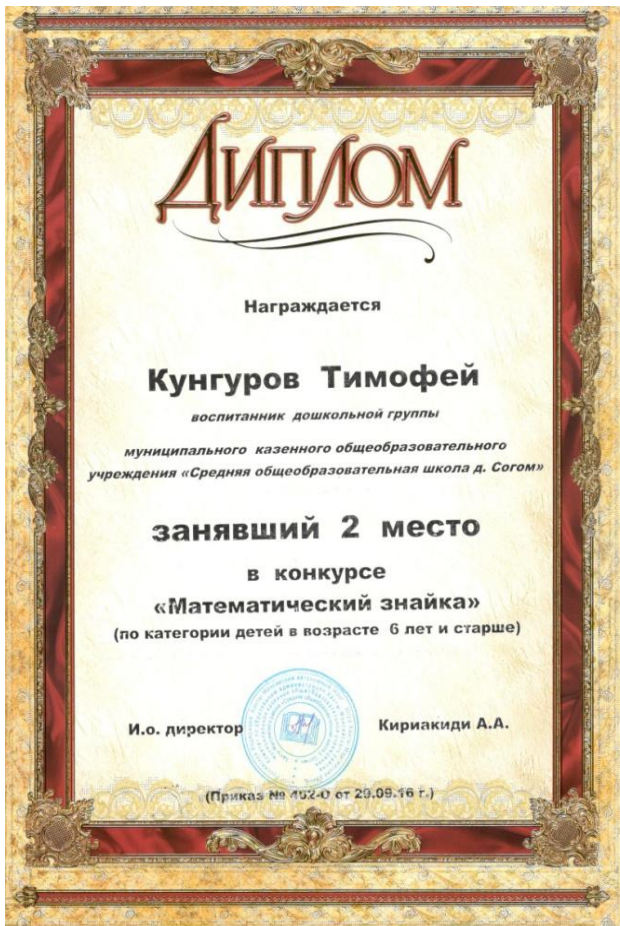 Диплом
Награждается
Кунгуров Тимофей
воспитанник дошкольной группы
муниципального казенного общеобразовательного
учреждения «Средняя общеобразовательная школа д. Согом»
занявший 2 место
в конкурсе
«Математический знайка»
(по категории детей в возрасте 6 лет и старше)
И.о. директор Кириакиди А.А.
(Приказ № 452-О от 29.09.16 г.)